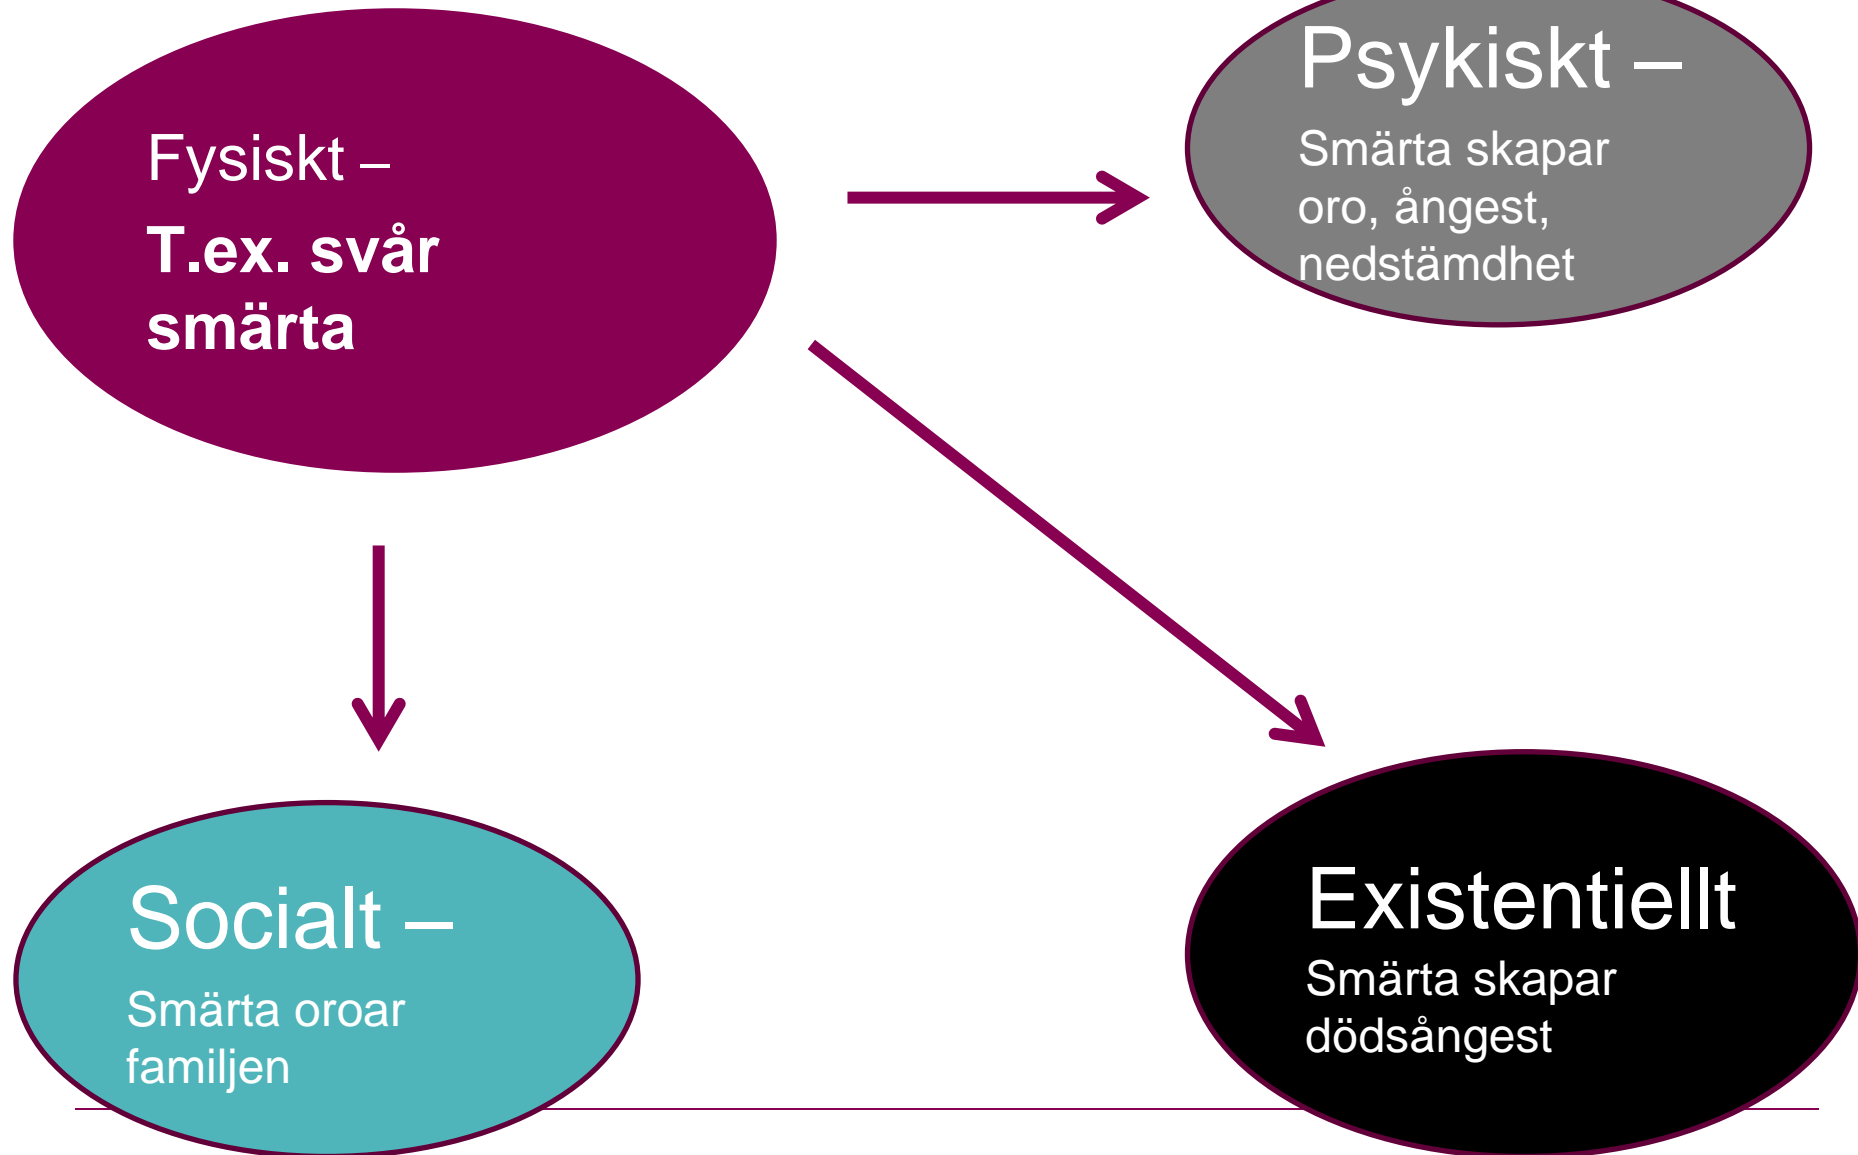 Fysiskt –
T.ex. svår
smärta
Psykiskt –
Smärta skapar
oro, ångest,
nedstämdhet
Socialt –
Smärta oroar
familjen
Existentiellt
Smärta skapar
dödsångest